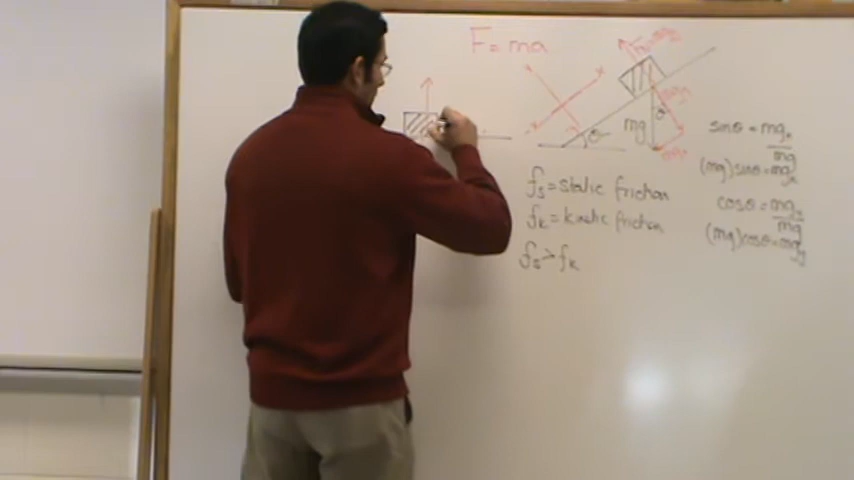 F = ma
mg
θ
θ
sinθ = mgx
mg
(mg)sinθ = mgx
cosθ = mgy
mg
(mg)cosθ = mgy
fs = static friction
fk = kinetic friction
fs > fk